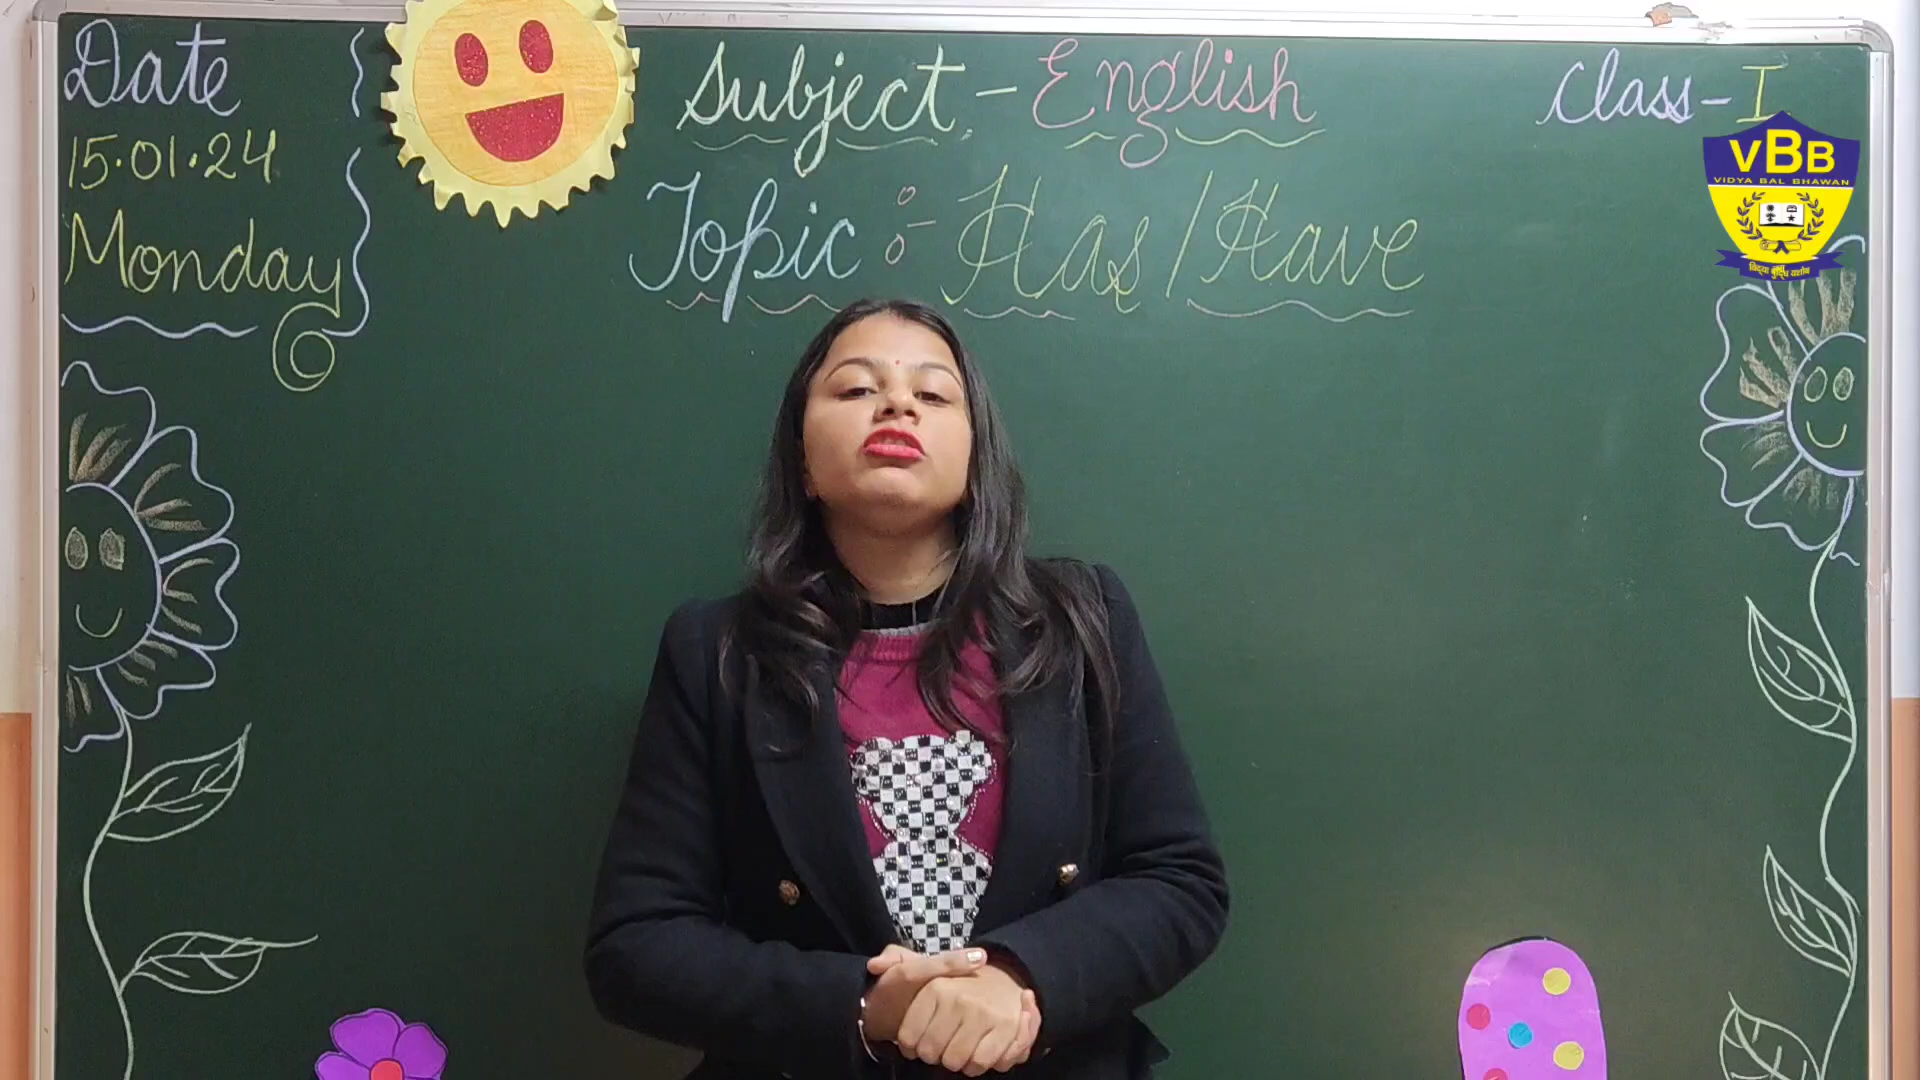 Date
15.01.24
Monday
Subject - English
Topic :- Has / Have
Class - I
VBB
VIDYA BAL BHAWAN